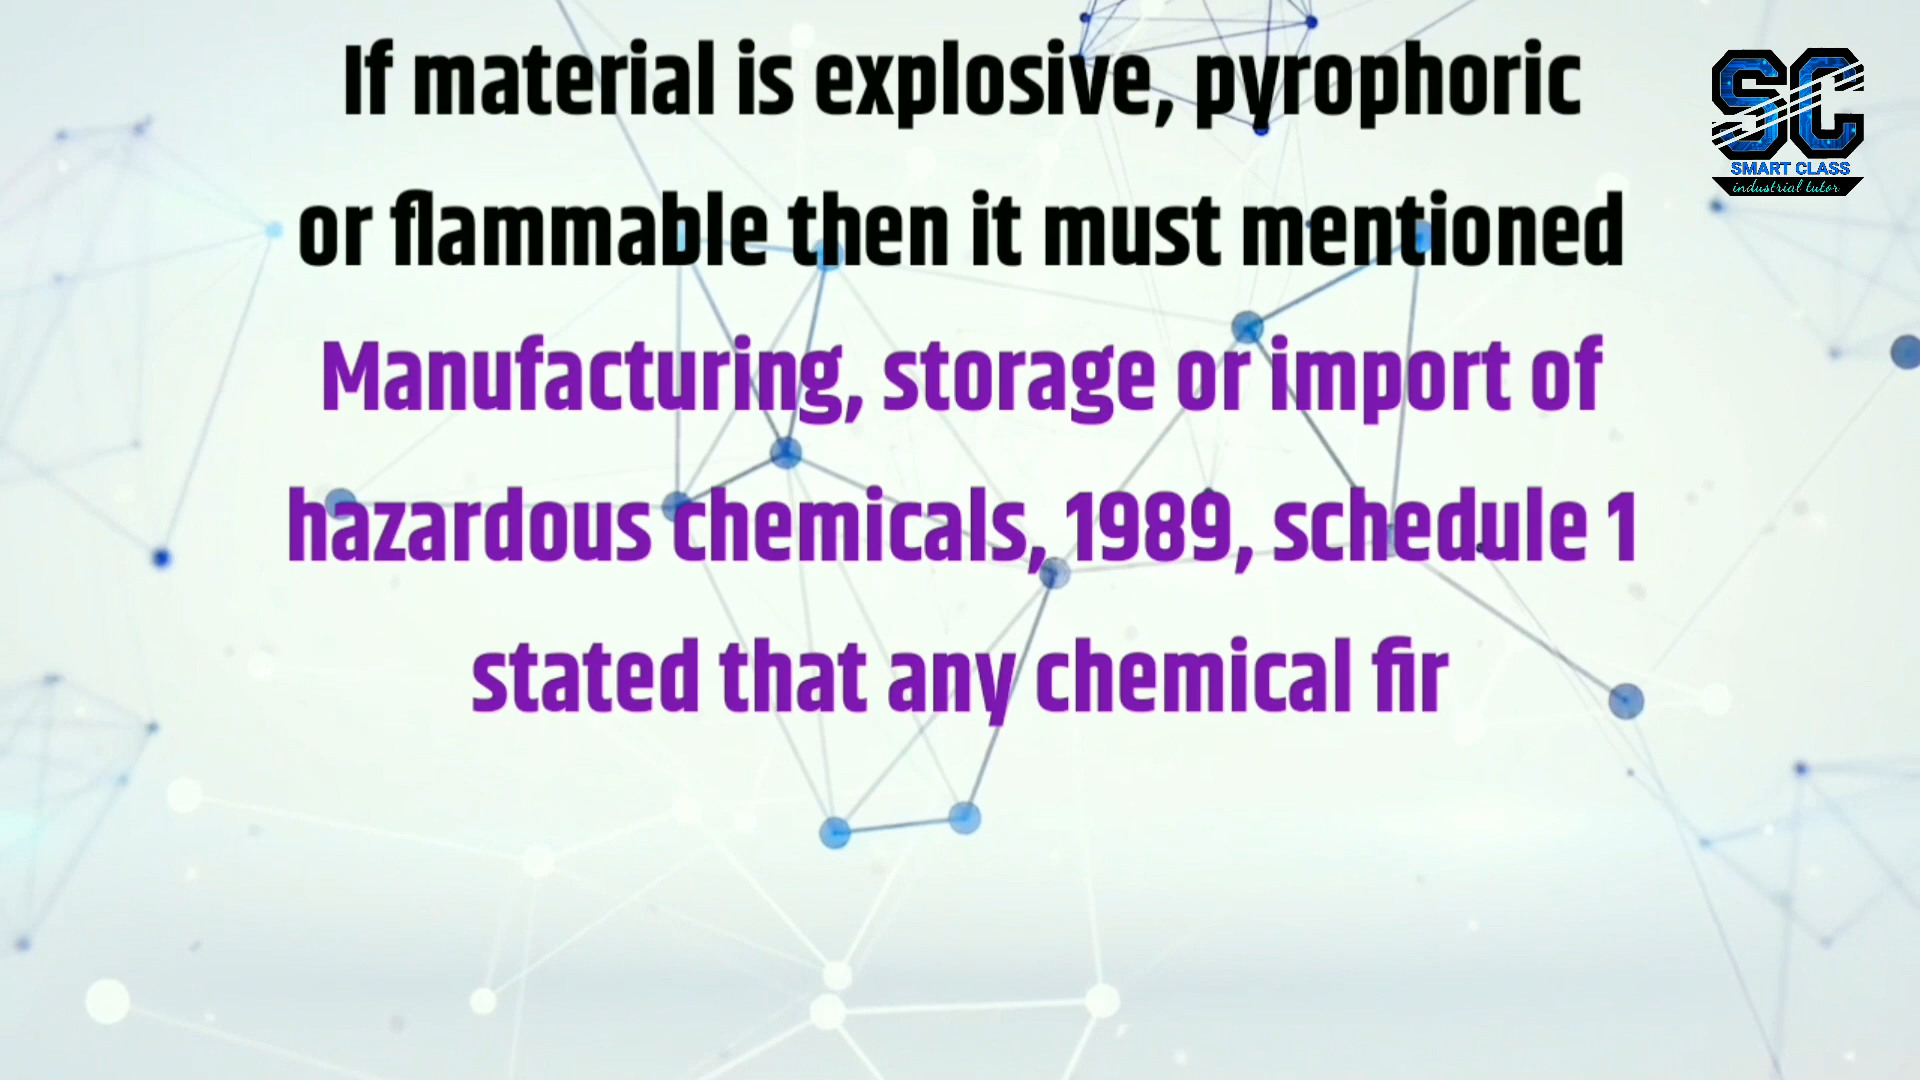 If material is explosive, pyrophoric
or flammable then it must mentioned
Manufacturing, storage or import of
hazardous chemicals, 1989, schedule 1
stated that any chemical fir
SC
SMART CLASS
industrial tutor